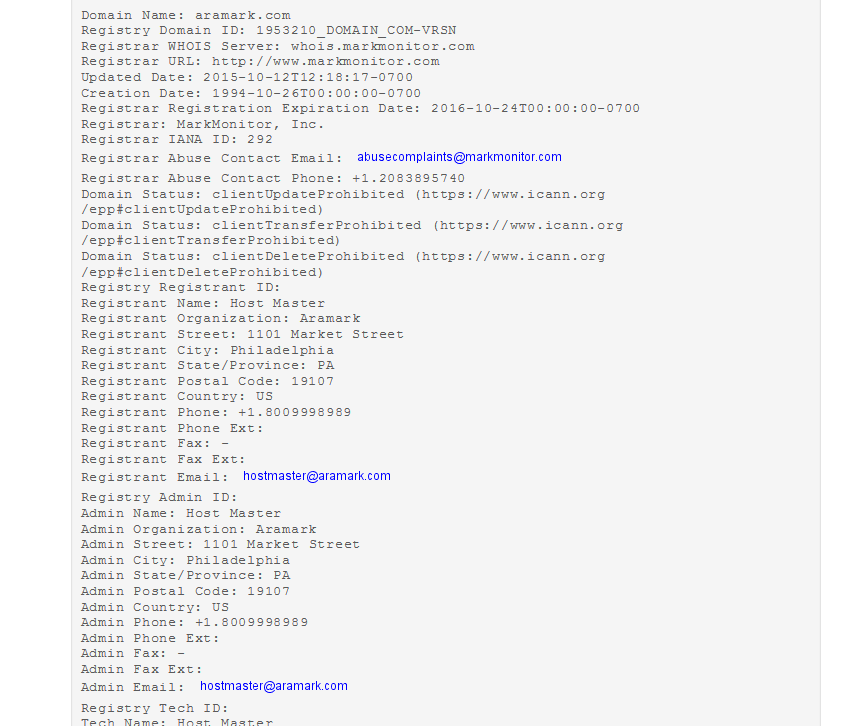 Domain Name: aramark.com
Registry Domain ID: 1953210_DOMAIN_COM-VRSN
Registrar WHOIS Server: whois.markmonitor.com
Registrar URL: http://www.markmonitor.com
Updated Date: 2015-10-12T12:18:17-0700
Creation Date: 1994-10-26T00:00:00-0700
Registrar Registration Expiration Date: 2016-10-24T00:00:00-0700
Registrar: MarkMonitor, Inc.
Registrar IANA ID: 292
Registrar Abuse Contact Email: abusecomplaints@markmonitor.com
Registrar Abuse Contact Phone: +1.2083895740
Domain Status: clientUpdateProhibited (https://www.icann.org
/epp#clientUpdateProhibited)
Domain Status: clientTransferProhibited (https://www.icann.org
/epp#clientTransferProhibited)
Domain Status: clientDeleteProhibited (https://www.icann.org
/epp#clientDeleteProhibited)
Registry Registrant ID:
Registrant Name: Host Master
Registrant Organization: Aramark
Registrant Street: 1101 Market Street
Registrant City: Philadelphia
Registrant State/Province: PA
Registrant Postal Code: 19107
Registrant Country: US
Registrant Phone: +1.8009998989
Registrant Phone Ext:
Registrant Fax: -
Registrant Fax Ext:
Registrant Email: hostmaster@aramark.com
Registry Admin ID:
Admin Name: Host Master
Admin Organization: Aramark
Admin Street: 1101 Market Street
Admin City: Philadelphia
Admin State/Province: PA
Admin Postal Code: 19107
Admin Country: US
Admin Phone: +1.8009998989
Admin Phone Ext:
Admin Fax: -
Admin Fax Ext:
Admin Email: hostmaster@aramark.com
Registry Tech ID:
Tech Name: Host Master